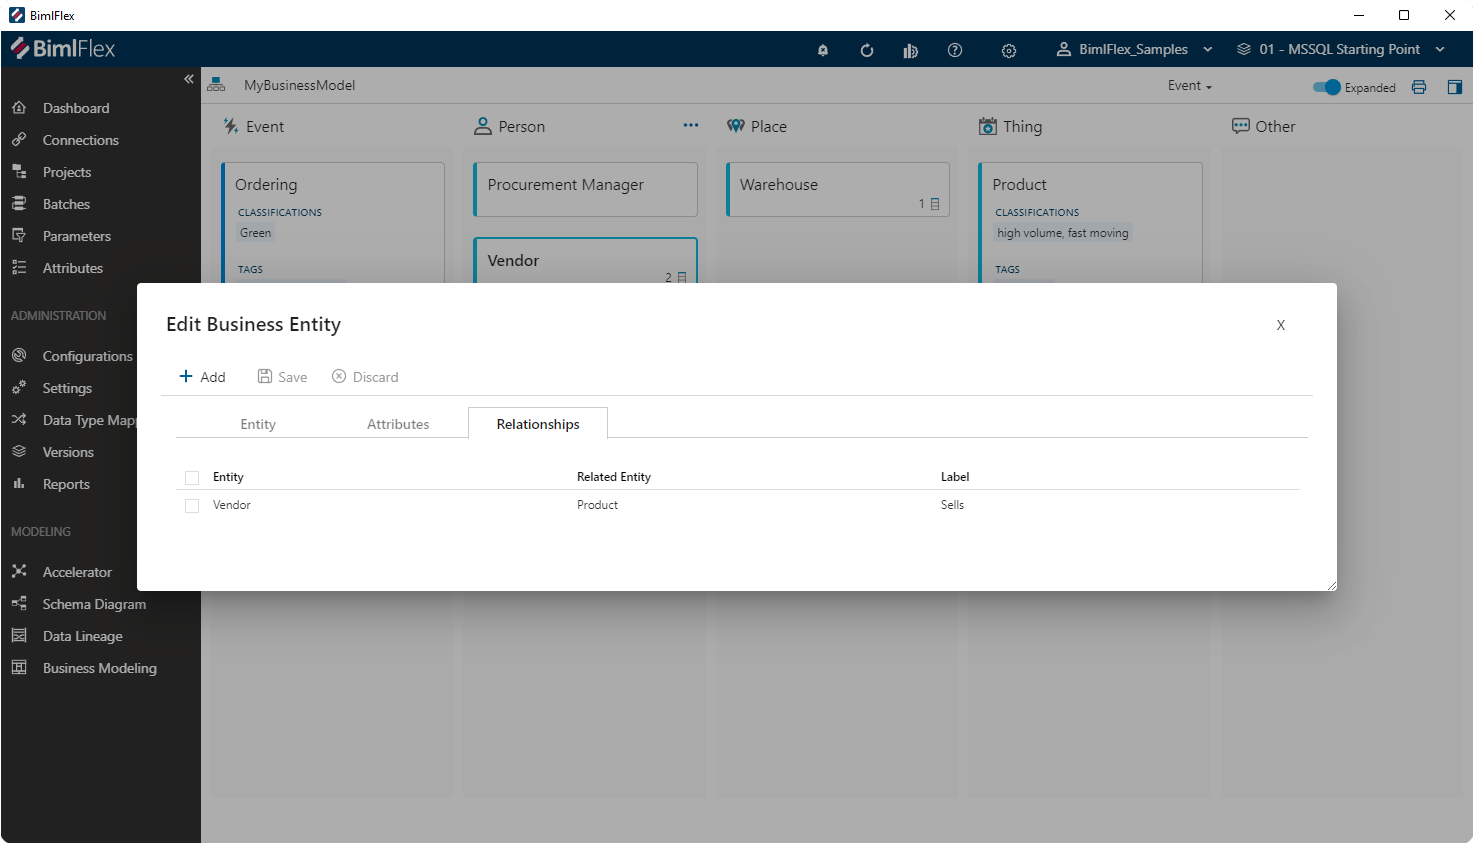 BimlFlex
BimlFlex
BimlFlex_Samples
01 - MSSQL Starting Point
Dashboard
Connections
Projects
Batches
Parameters
Attributes
ADMINISTRATION
Configurations
Settings
Data Type Mapp
Versions
Reports
MODELING
Accelerator
Schema Diagram
Data Lineage
Business Modeling
MyBusinessModel
Event
Expanded
Event
Person
Place
Thing
Other
Ordering
CLASSIFICATIONS
Green
TAGS
Procurement Manager
Vendor
2
Warehouse
1
Product
CLASSIFICATIONS
high volume, fast moving
TAGS
Edit Business Entity
X
Add
Save
Discard
Entity
Attributes
Relationships
Entity Related Entity Label
Vendor Product Sells